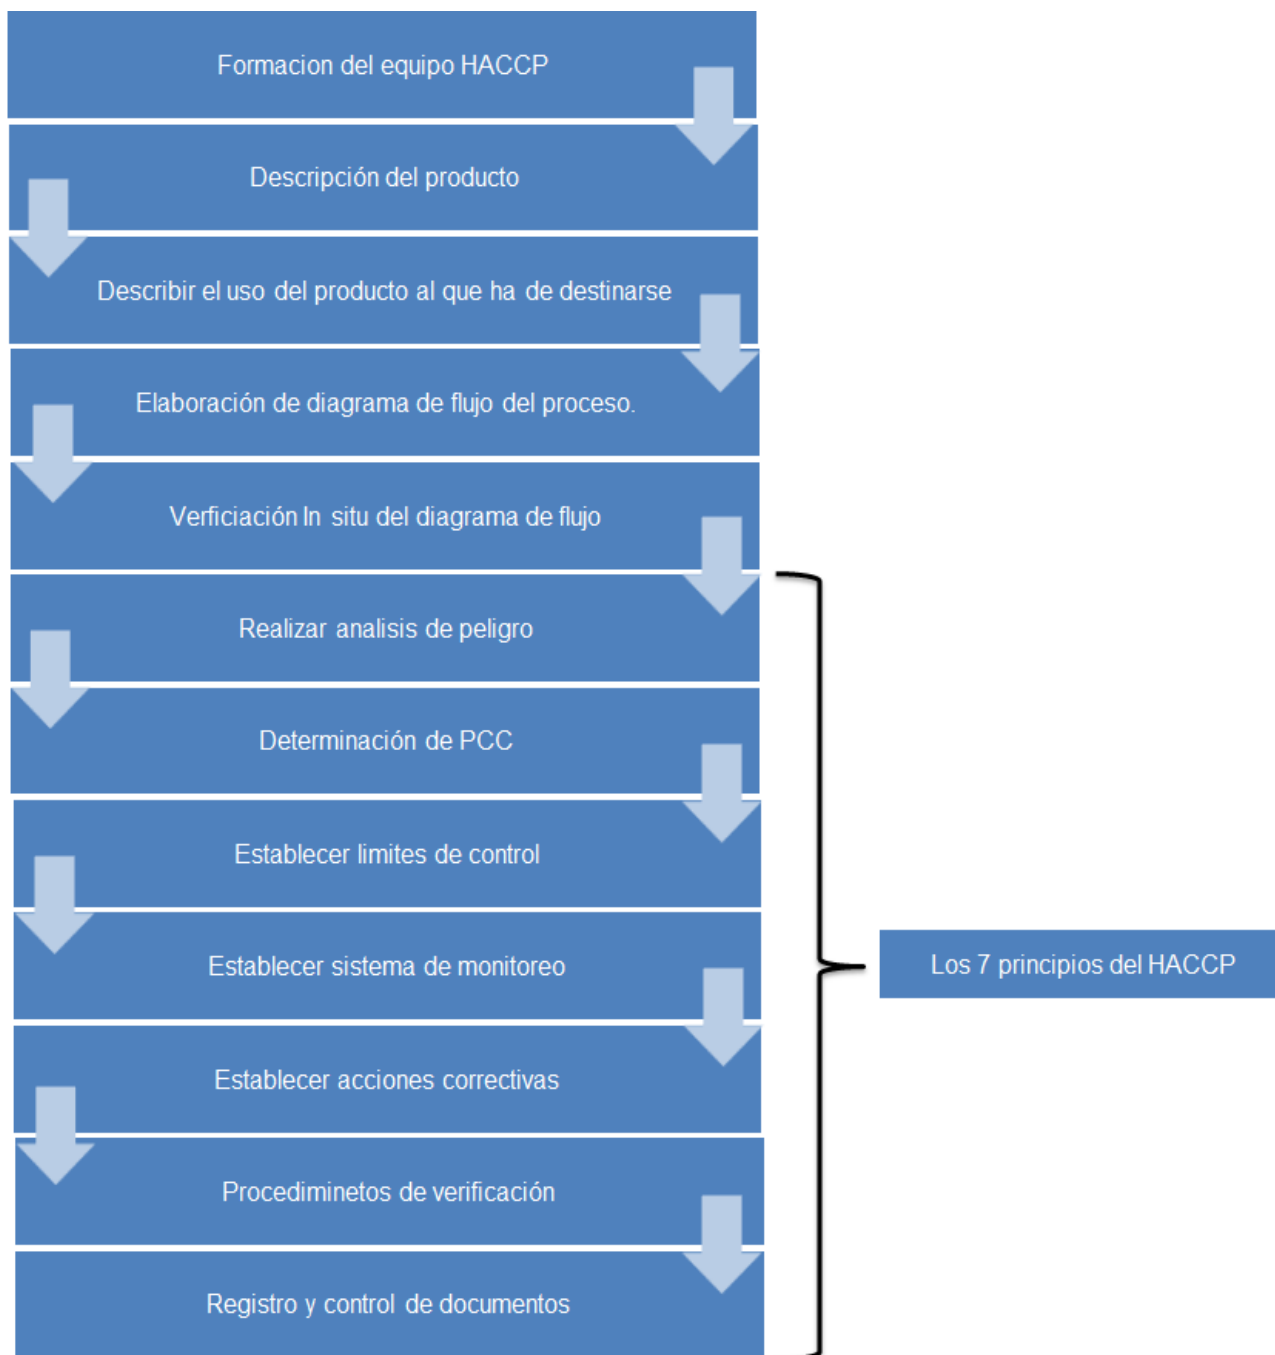 Formacion del equipo HACCP
Descripción del producto
Describir el uso del producto al que ha de destinarse
Elaboración de diagrama de flujo del proceso.
Verficiación In situ del diagrama de flujo
Realizar analisis de peligro
Determinación de PCC
Establecer limites de control
Establecer sistema de monitoreo
Los 7 principios del HACCP
Establecer acciones correctivas
Procediminetos de verificación
Registro y control de documentos